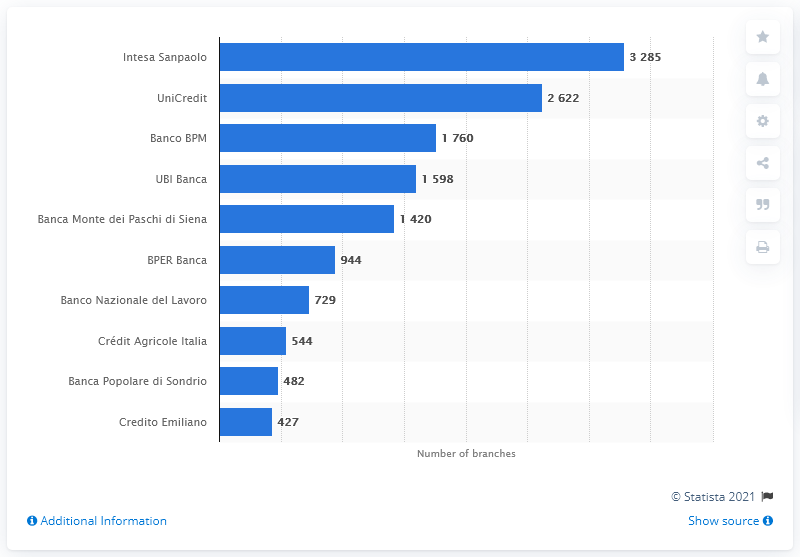 Intesa Sanpaolo 3 285
UniCredit 2 622
Banco BPM 1 760
UBI Banca 1 598
Banca Monte dei Paschi di Siena 1 420
BPER Banca 944
Banco Nazionale del Lavoro 729
Crédit Agricole Italia 544
Banca Popolare di Sondrio 482
Credito Emiliano 427
Number of branches
© Statista 2021
Additional Information Show source